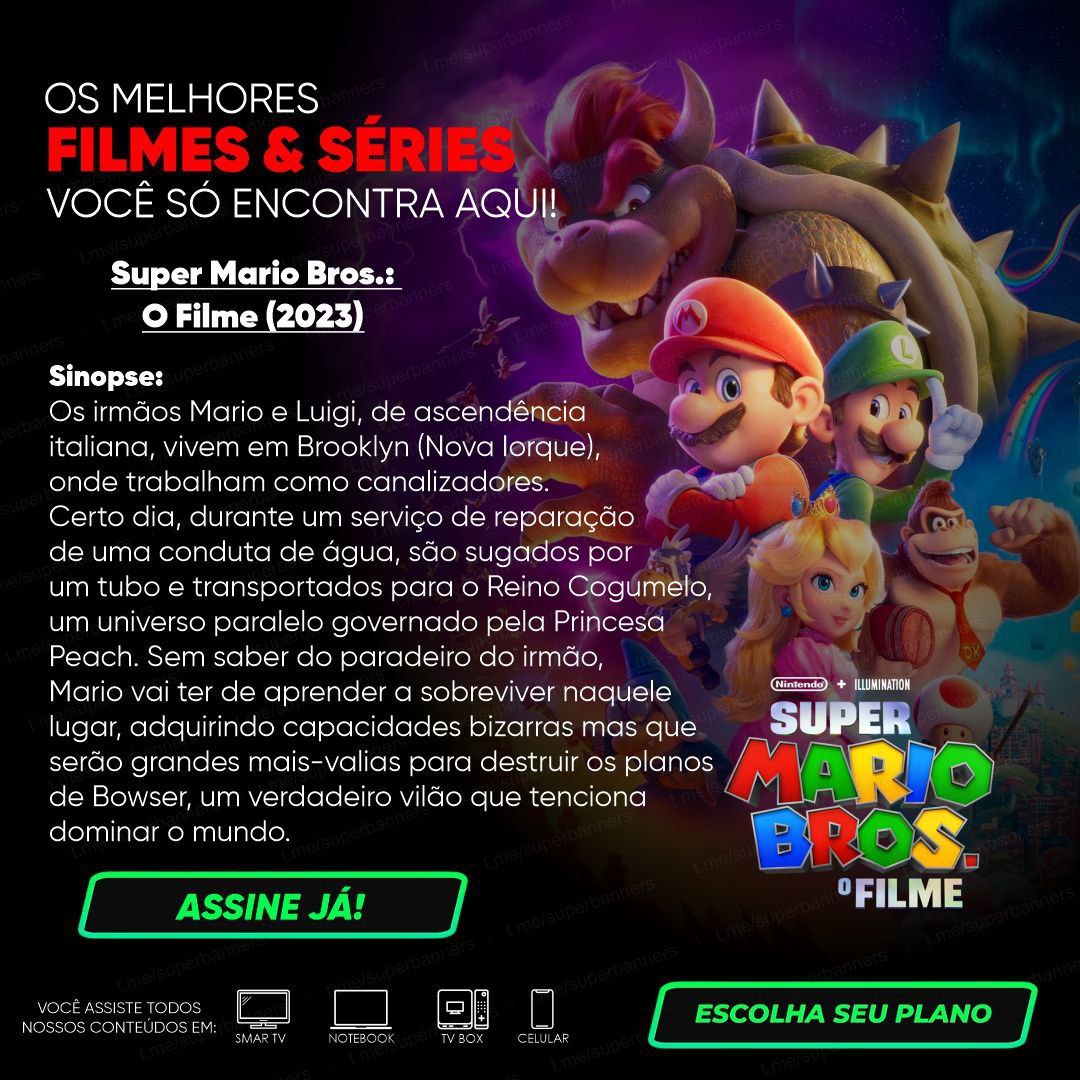 OS MELHORES
FILMES & SÉRIES
VOCÊ SÓ ENCONTRA AQUI!
Super Mario Bros.:
O Filme (2023)
Sinopse:
Os irmãos Mario e Luigi, de ascendência
italiana, vivem em Brooklyn (Nova Iorque),
onde trabalham como canalizadores.
Certo dia, durante um serviço de reparação
de uma conduta de água, são sugados por
um tubo e transportados para o Reino Cogumelo,
um universo paralelo governado pela Princesa
Peach. Sem saber do paradeiro do irmão,
Mario vai ter de aprender a sobreviver naquele
lugar, adquirindo capacidades bizarras mas que
serão grandes mais-valias para destruir os planos
de Bowser, um verdadeiro vilão que tenciona
dominar o mundo.
M
L
DK
Nintendo + ILLUMINATION
SUPER
MARIO
BROS.
O FILME
ASSINE JÁ!
VOCÊ ASSISTE TODOS
NOSSOS CONTEÚDOS EM:
SMAR TV
NOTEBOOK
TV BOX
CELULAR
ESCOLHA SEU PLANO
t.me/superbanners